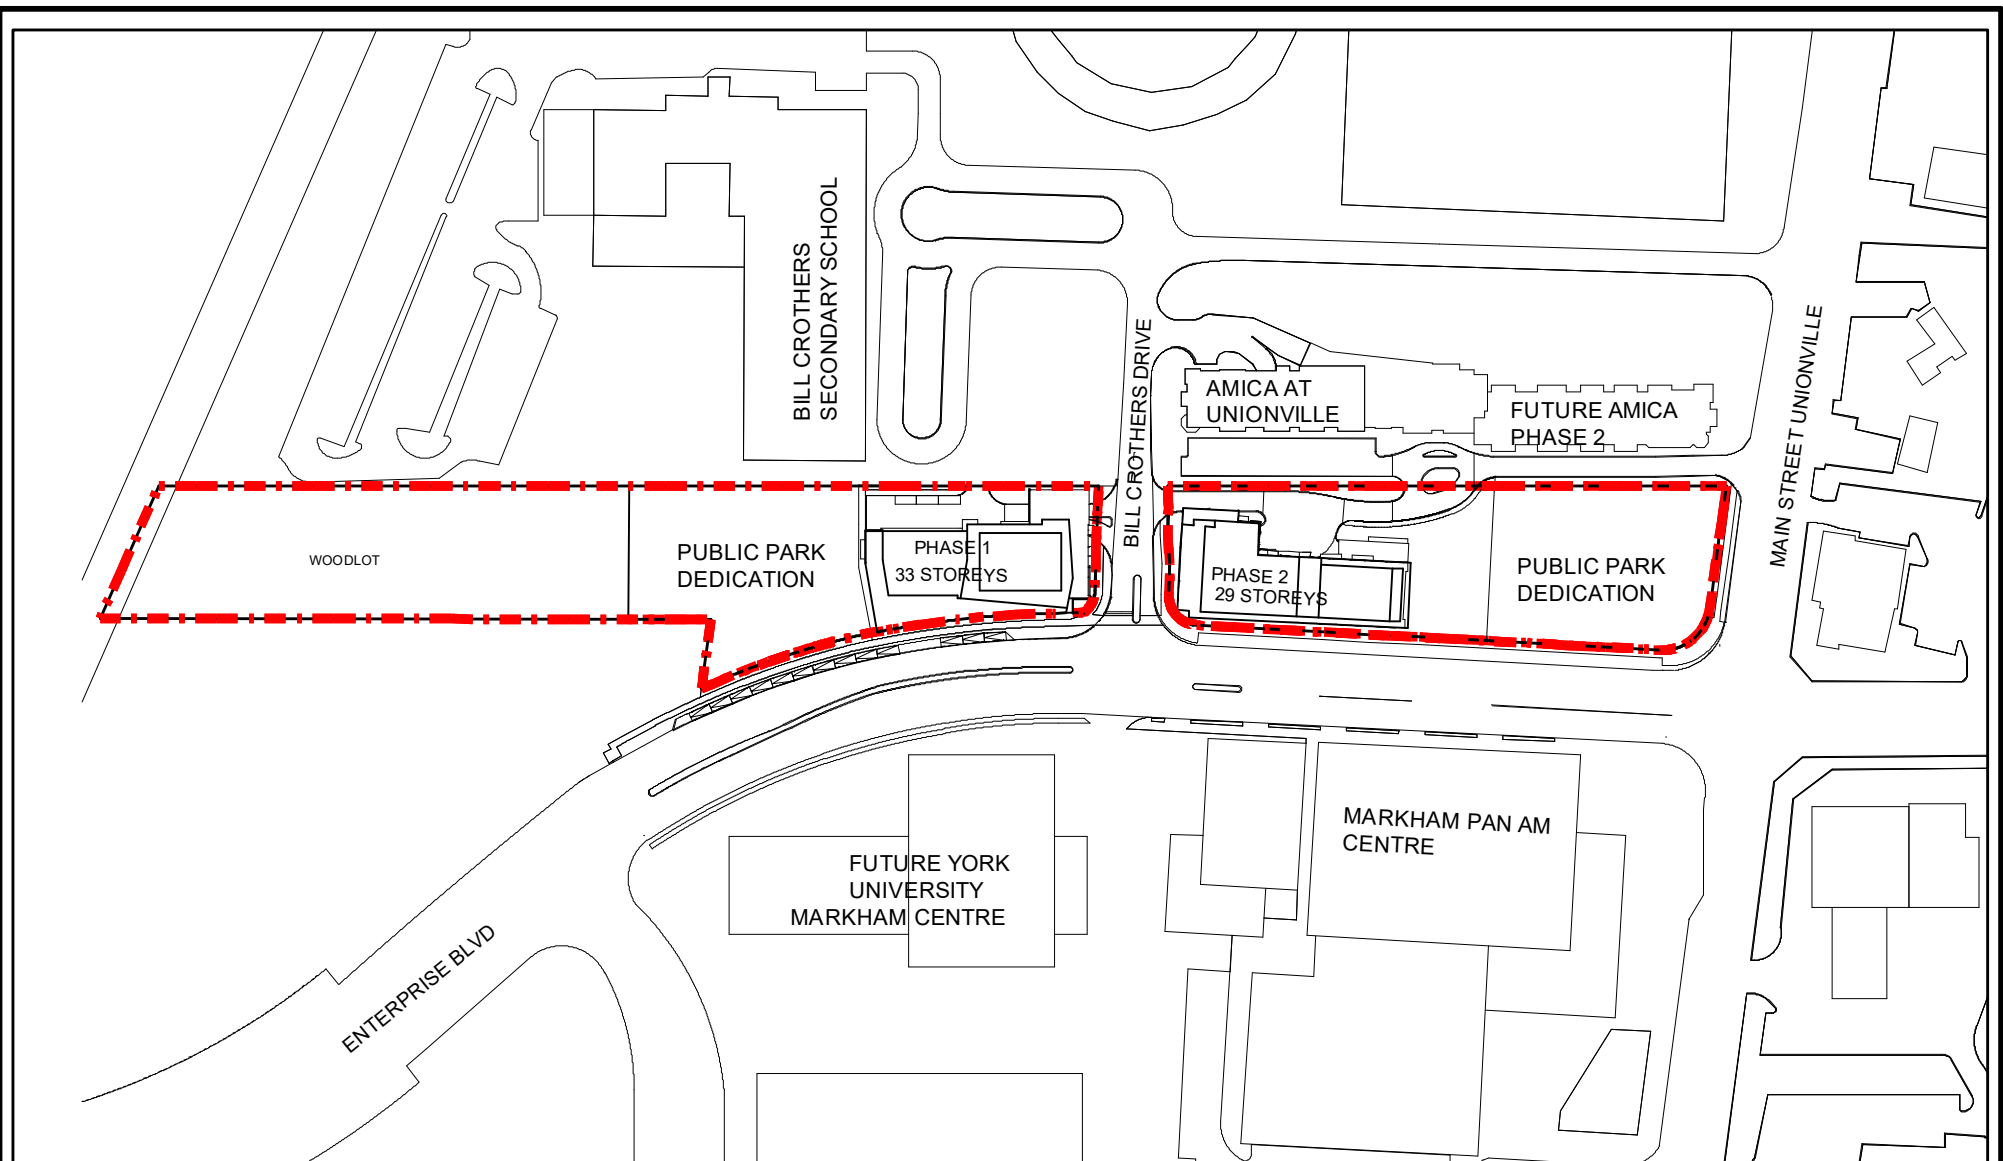 BILL CROTHERS
SECONDARY SCHOOL
BILL CROTHERS DRIVE
AMICA AT
UNIONVILLE
FUTURE AMICA
PHASE 2
MAIN STREET UNIONVILLE
WOODLOT
PUBLIC PARK
DEDICATION
PHASE 1
33 STOREYS
PHASE 2
29 STOREYS
PUBLIC PARK
DEDICATION
MARKHAM PAN AM
CENTRE
FUTURE YORK
UNIVERSITY
MARKHAM CENTRE
ENTERPRISE BLVD